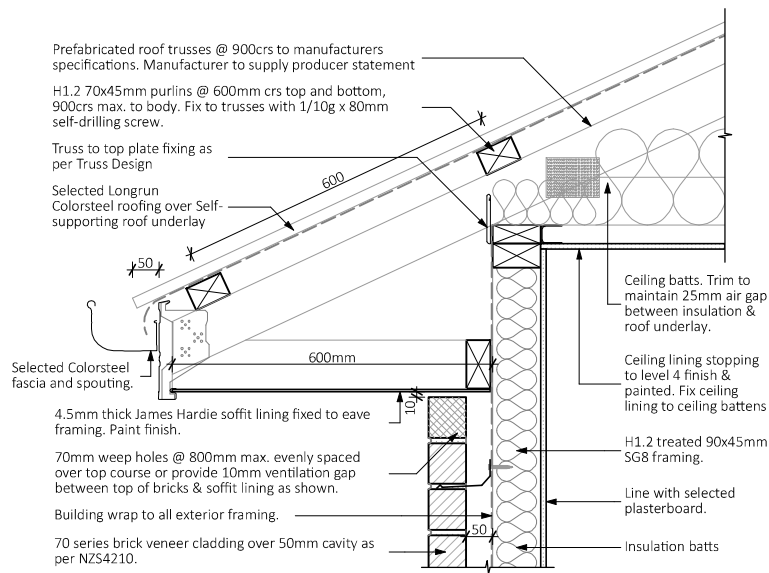 Prefabricated roof trusses @ 900crs to manufacturers
specifications. Manufacturer to supply producer statement
H1.2 70x45mm purlins @ 600mm crs top and bottom,
900crs max. to body. Fix to trusses with 1/10g x 80mm
self-drilling screw.
Truss to top plate fixing as
per Truss Design
600
Selected Longrun
Colorsteel roofing over Self-
supporting roof underlay
50
Ceiling batts. Trim to
maintain 25mm air gap
between insulation &
roof underlay.
600mm
Selected Colorsteel
fascia and spouting.
Ceiling lining stopping
to level 4 finish &
painted. Fix ceiling
lining to ceiling battens
10
4.5mm thick James Hardie soffit lining fixed to eave
framing. Paint finish.
H1.2 treated 90x45mm
SG8 framing.
70mm weep holes @ 800mm max. evenly spaced
over top course or provide 10mm ventilation gap
between top of bricks & soffit lining as shown.
Line with selected
plasterboard.
Building wrap to all exterior framing.
50
70 series brick veneer cladding over 50mm cavity as
per NZS4210.
Insulation batts